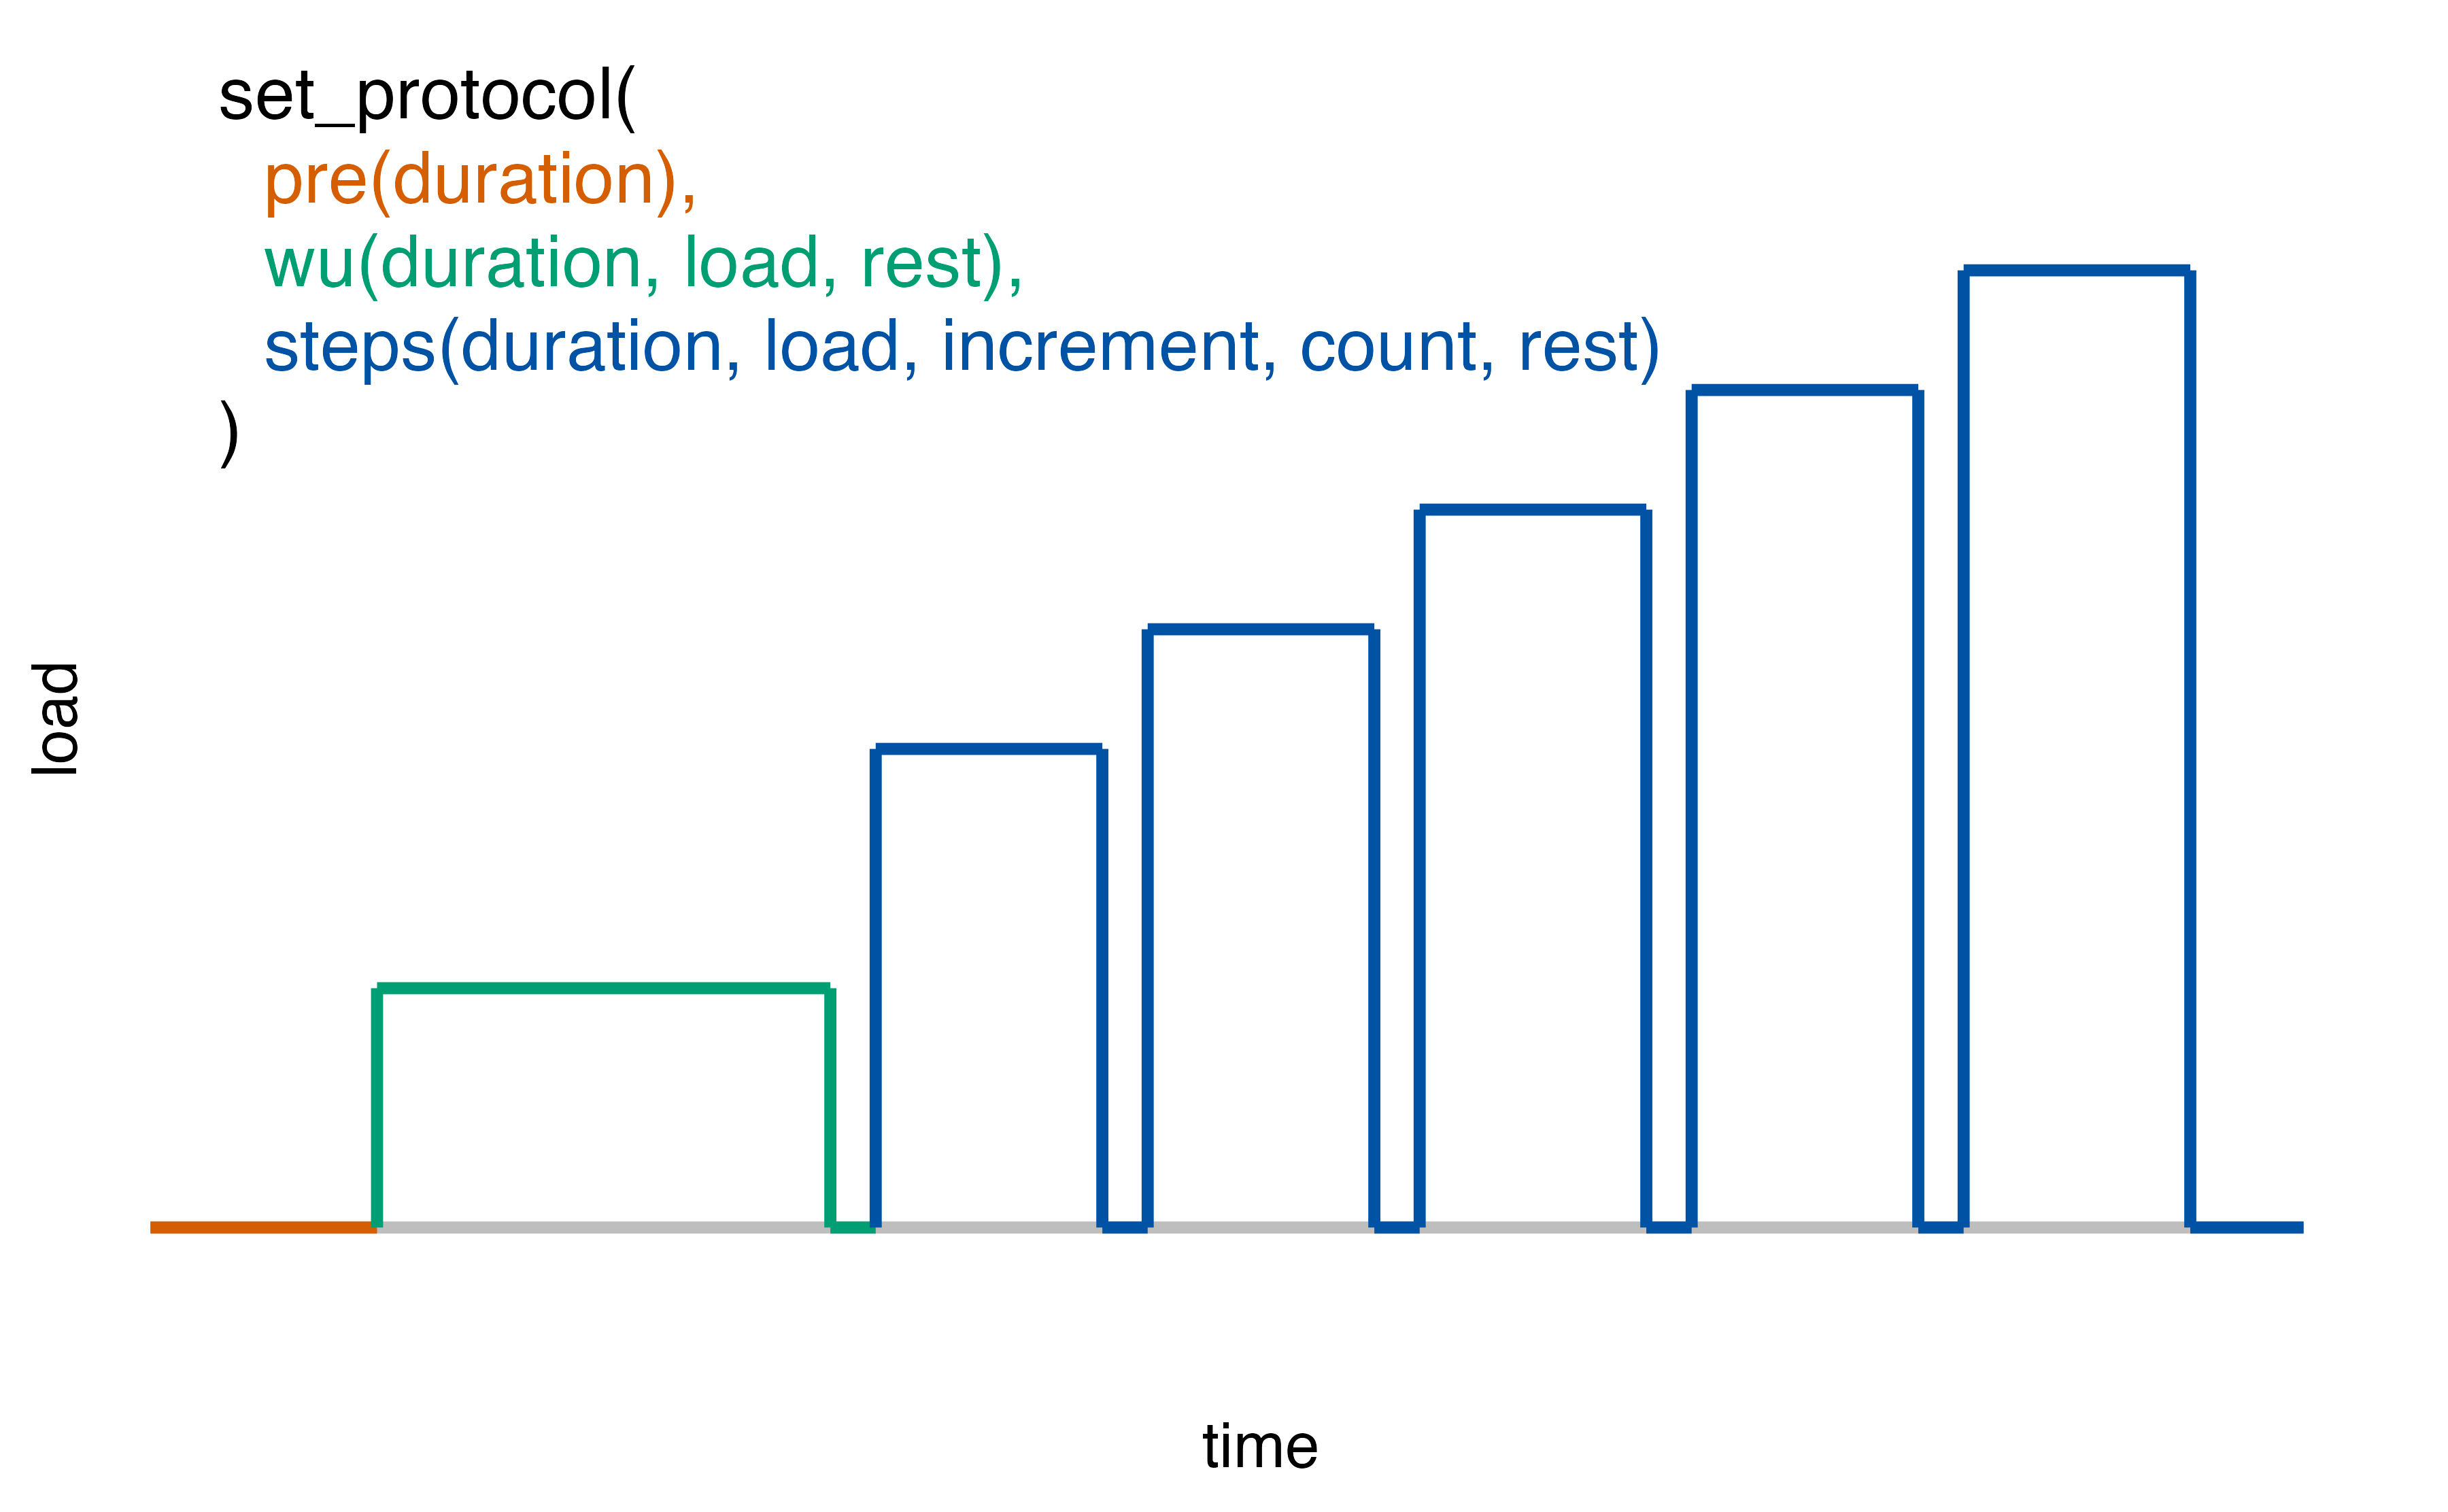 set_protocol(
pre(duration),
wu(duration, load, rest),
steps(duration, load, increment, count, rest)
)
load
time